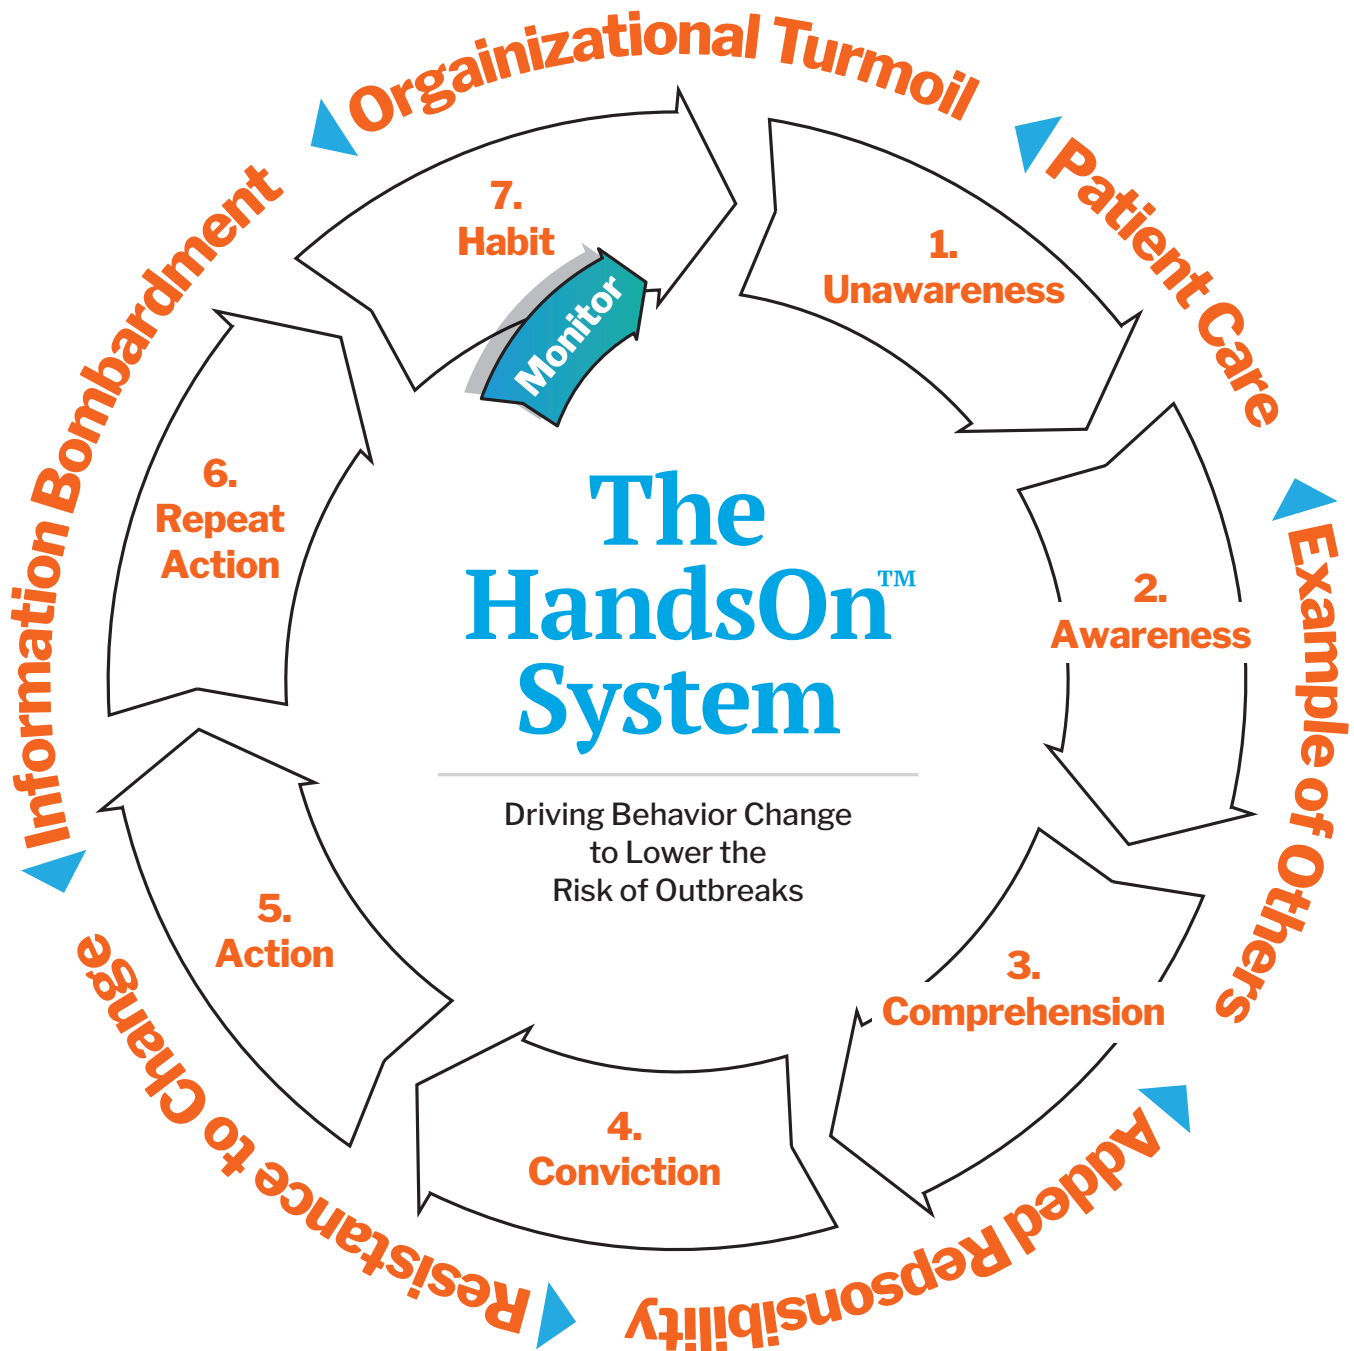 Orgainizational Turmoil
Patient Care
Example of Others
Added Repsonsibility
Resistance to Change
Information Bombardment
1.
Unawareness
2.
Awareness
3.
Comprehension
4.
Conviction
5.
Action
6.
Repeat
Action
7.
Habit
Monitor
The
HandsOn™
System
Driving Behavior Change
to Lower the
Risk of Outbreaks